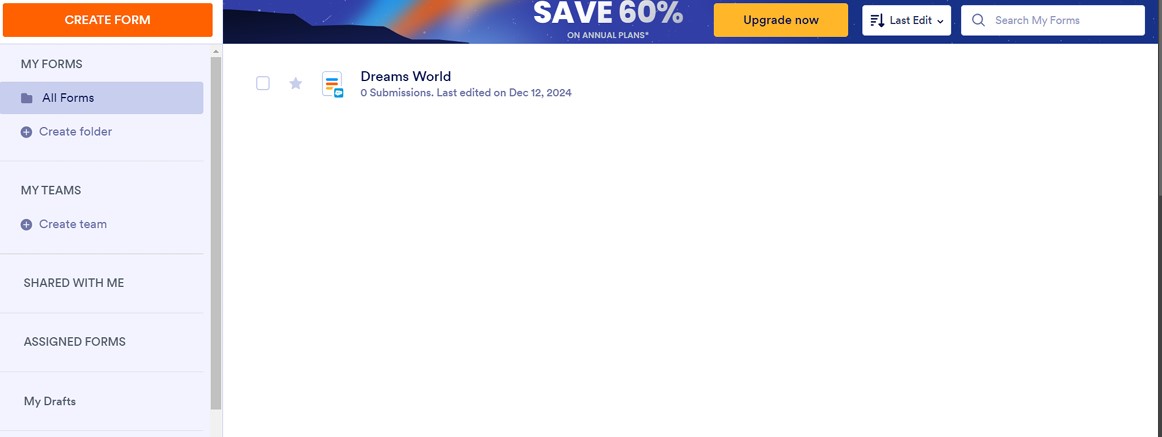 CREATE FORM
SAVE 60%
ON ANNUAL PLANS*
Upgrade now
Last Edit
Search My Forms
MY FORMS
All Forms
Create folder
MY TEAMS
Create team
SHARED WITH ME
ASSIGNED FORMS
My Drafts
Dreams World
0 Submissions. Last edited on Dec 12, 2024